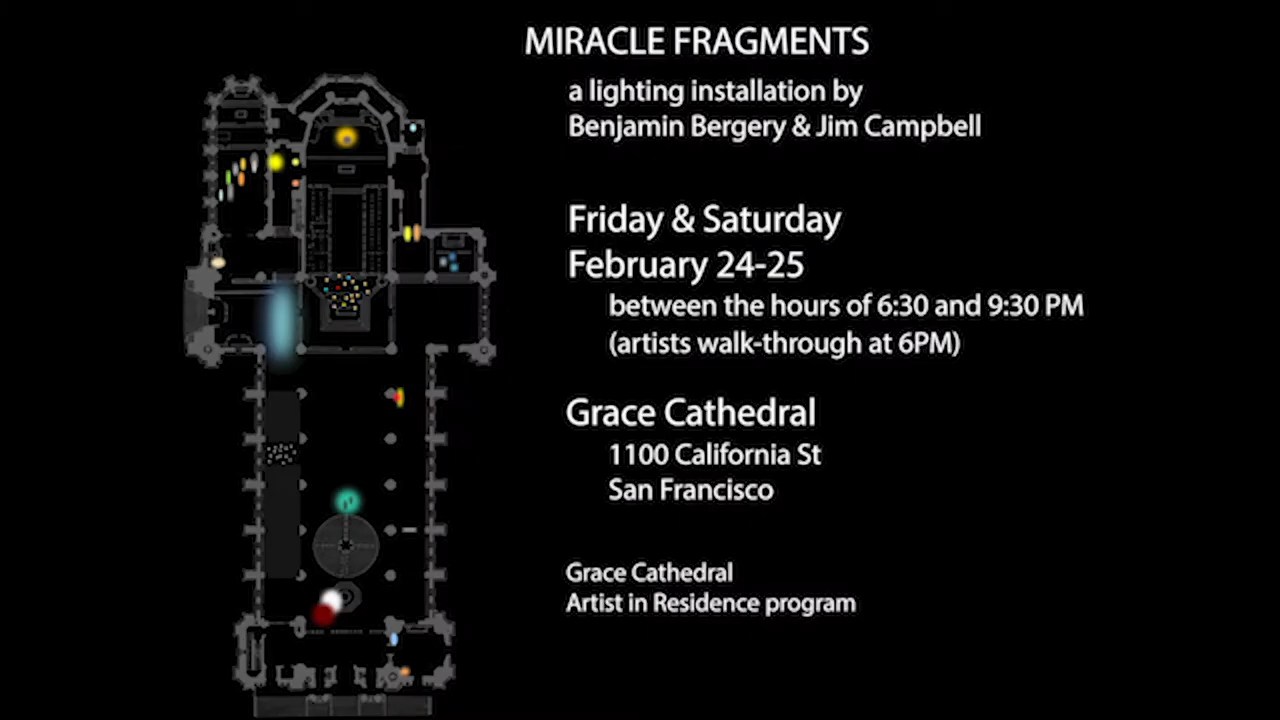 MIRACLE FRAGMENTS
a lighting installation by
Benjamin Bergery & Jim Campbell
Friday & Saturday
February 24-25
between the hours of 6:30 and 9:30 PM
(artists walk-through at 6PM)
Grace Cathedral
1100 California St
San Francisco
Grace Cathedral
Artist in Residence program